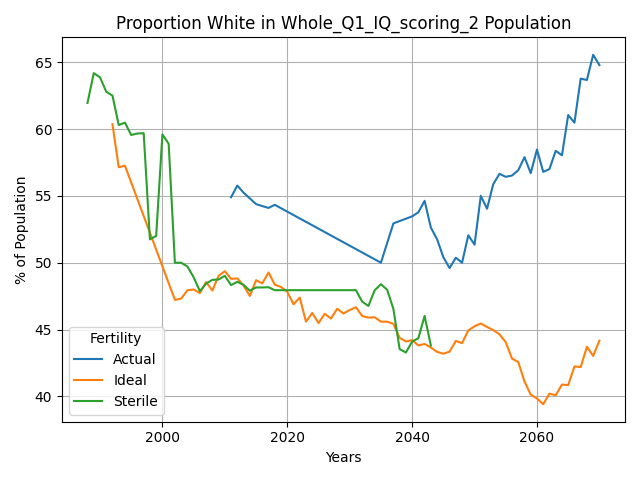 Proportion White in Whole_Q1_IQ_scoring_2 Population
% of Population
65
60
55
50
45
40
Fertility
Actual
Ideal
Sterile
2000
2020
2040
2060
Years